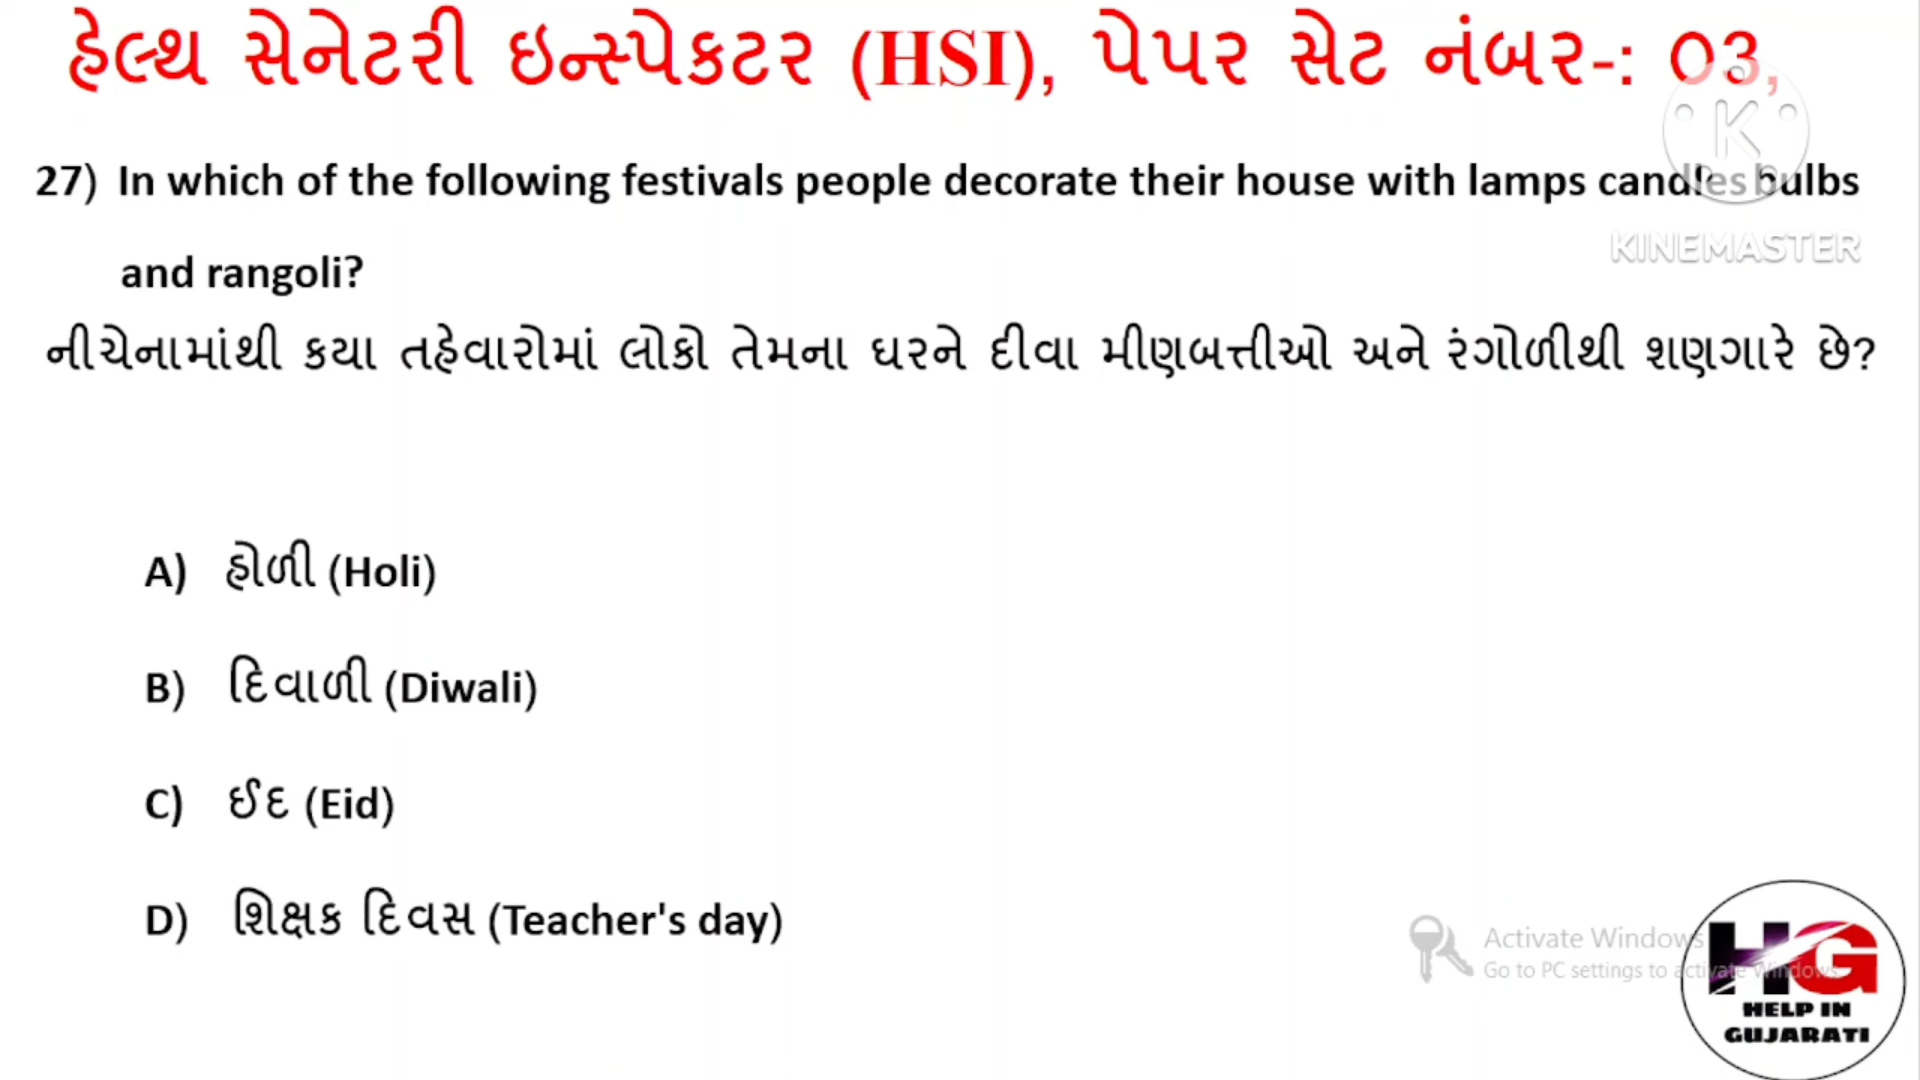 હેલ્થ સેનેટરી ઇન્સ્પેકટર (HSI), પેપર સેટ નંબર-: 03,
K
27) In which of the following festivals people decorate their house with lamps candles bulbs
KINEMASTER
and rangoli?
નીચેનામાંથી કયા તહેવારોમાં લોકો તેમના ઘરને દીવા મીણબત્તીઓ અને રંગોળીથી શણગારે છે?
A) હોળી (Holi)
B) દિવાળી (Diwali)
C) ઈદ (Eid)
D) શિક્ષક દિવસ (Teacher's day)
Activate Windows
Go to PC settings to activate Windows
HG
HELP IN
GUJARATI